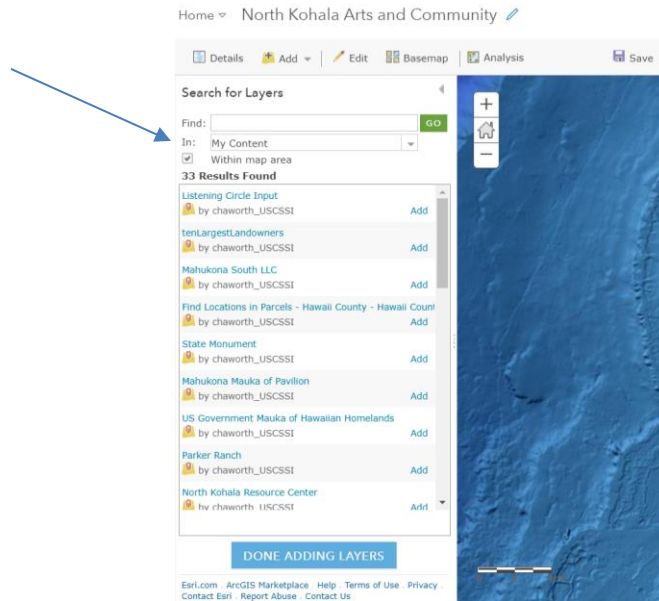 Home North Kohala Arts and Community
Details Add Edit Basemap Analysis Save
Search for Layers
Find: GO
In: My Content
Within map area
33 Results Found
Listening Circle Input
by chaworth_USCSSI Add
tenLargestLandowners
by chaworth_USCSSI Add
Mahukona South LLC
by chaworth_USCSSI Add
Find Locations in Parcels - Hawaii County - Hawaii Count
by chaworth_USCSSI Add
State Monument
by chaworth_USCSSI Add
Mahukona Mauka of Pavilion
by chaworth_USCSSI Add
US Government Mauka of Hawaiian Homelands
by chaworth_USCSSI Add
Parker Ranch
by chaworth_USCSSI Add
North Kohala Resource Center
by chaworth_USCSSI Add
DONE ADDING LAYERS
Esri.com . ArcGIS Marketplace . Help . Terms of Use . Privacy .
Contact Esri . Report Abuse . Contact Us